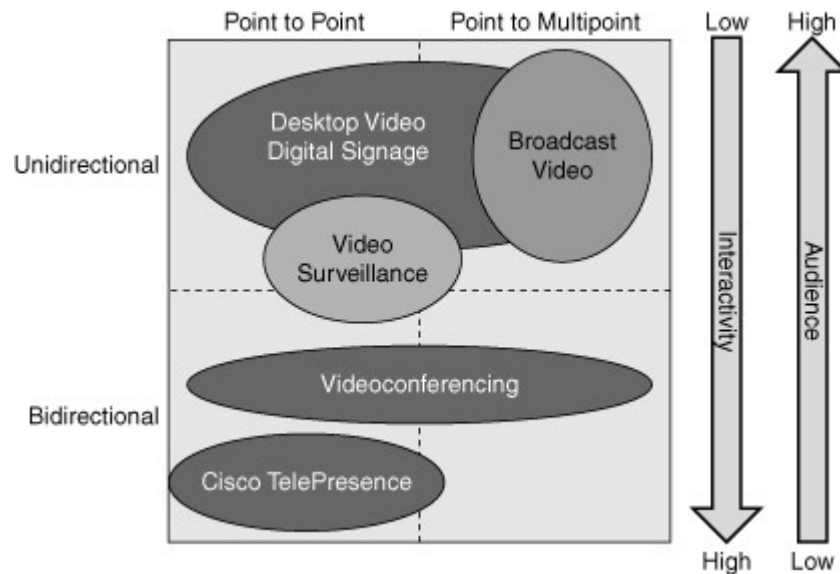 Point to Point
Point to Multipoint
Low
High
Desktop Video
Digital Signage
Broadcast
Video
Unidirectional
Video
Surveillance
Interactivity
Audience
Videoconferencing
Bidirectional
Cisco TelePresence
High
Low